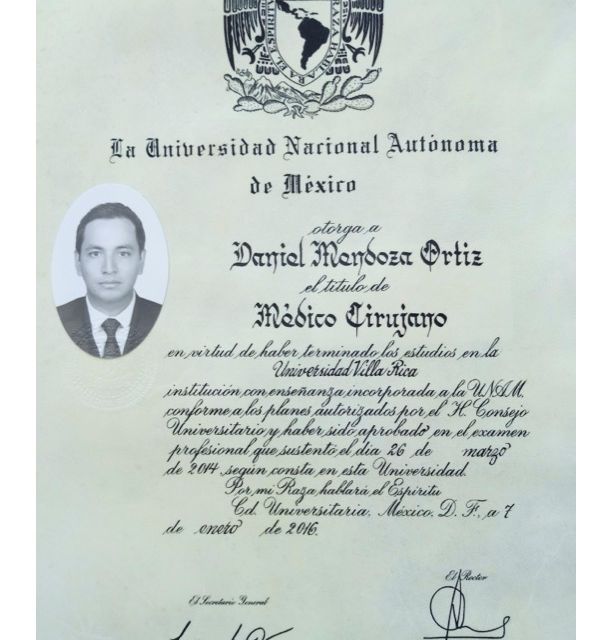 RAZA HABLARA EL ESPIRITU
La Universidad Nacional Autónoma
de México
otorga a
Daniel Mendoza Ortiz
el título de
Médico Cirujano
en virtud de haber terminado los estudios en la
Universidad Villa Rica
institución con enseñanza incorporada a la UNAM,
conforme a los planes autorizados por el H. Consejo
Universitario y haber sido aprobado en el examen
profesional que sustentó el día 26 de marzo
de 2014, según consta en esta Universidad.
Por mi Raza hablará el Espíritu
Cd. Universitaria, México, D. F., a 7
de enero de 2016.
El Secretario General
El Rector